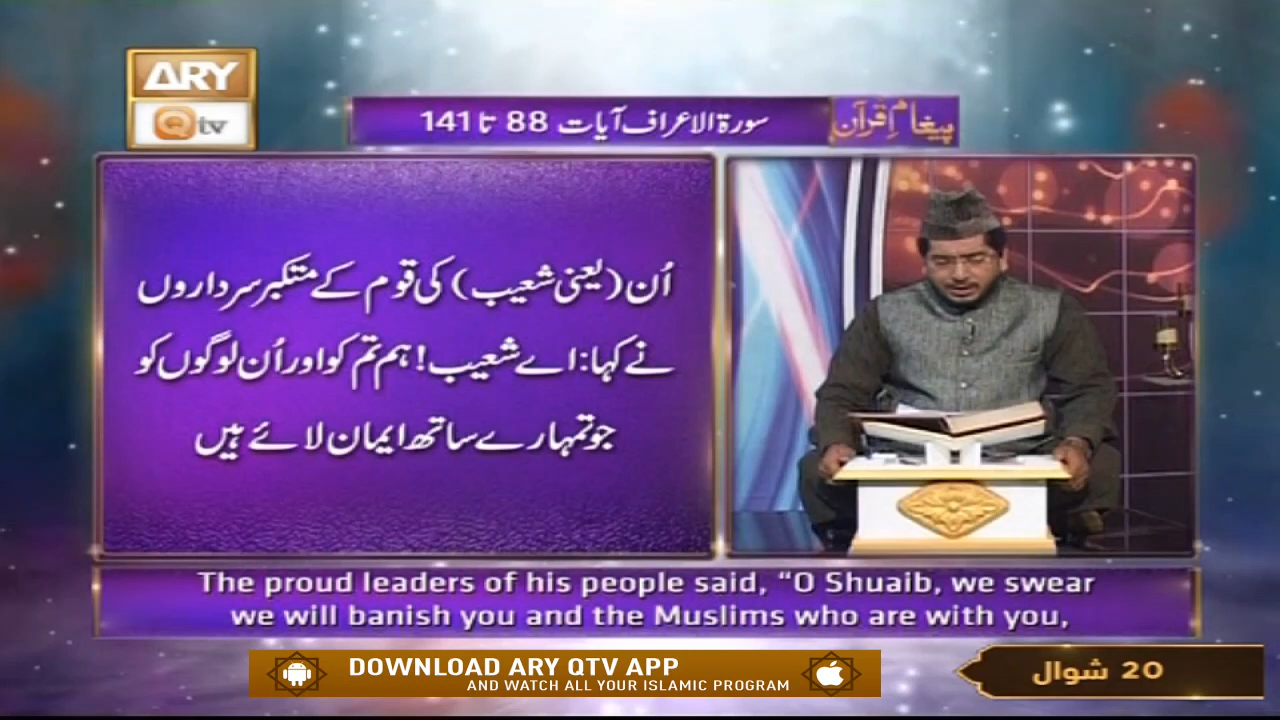 ARY
Qtv
پیغامِ قرآن
سورۃ الاعراف آیات 88 تا 141
اُن (یعنی شعیب) کی قوم کے متکبر سرداروں
نے کہا: اے شعیب! ہم تم کو اور اُن لوگوں کو
جو تمہارے ساتھ ایمان لائے ہیں
The proud leaders of his people said, “O Shuaib, we swear
we will banish you and the Muslims who are with you,
DOWNLOAD ARY QTV APP
AND WATCH ALL YOUR ISLAMIC PROGRAM
20 شوال